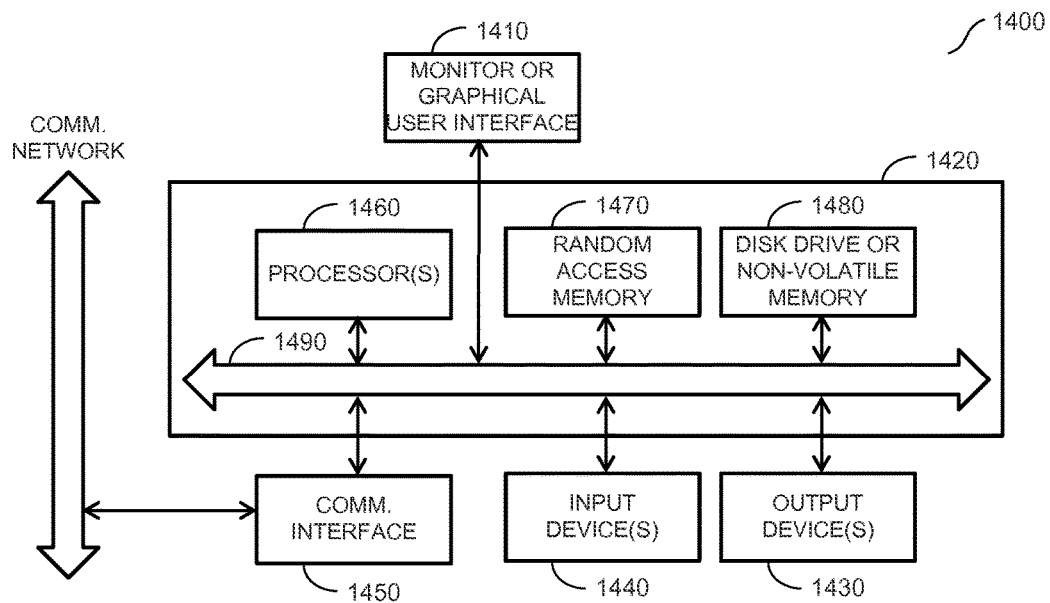 1400
1410
MONITOR OR
GRAPHICAL
USER INTERFACE
COMM.
NETWORK
1420
1460
PROCESSOR(S)
1470
RANDOM
ACCESS
MEMORY
1480
DISK DRIVE OR
NON-VOLATILE
MEMORY
1490
COMM.
INTERFACE
1450
INPUT
DEVICE(S)
1440
OUTPUT
DEVICE(S)
1430